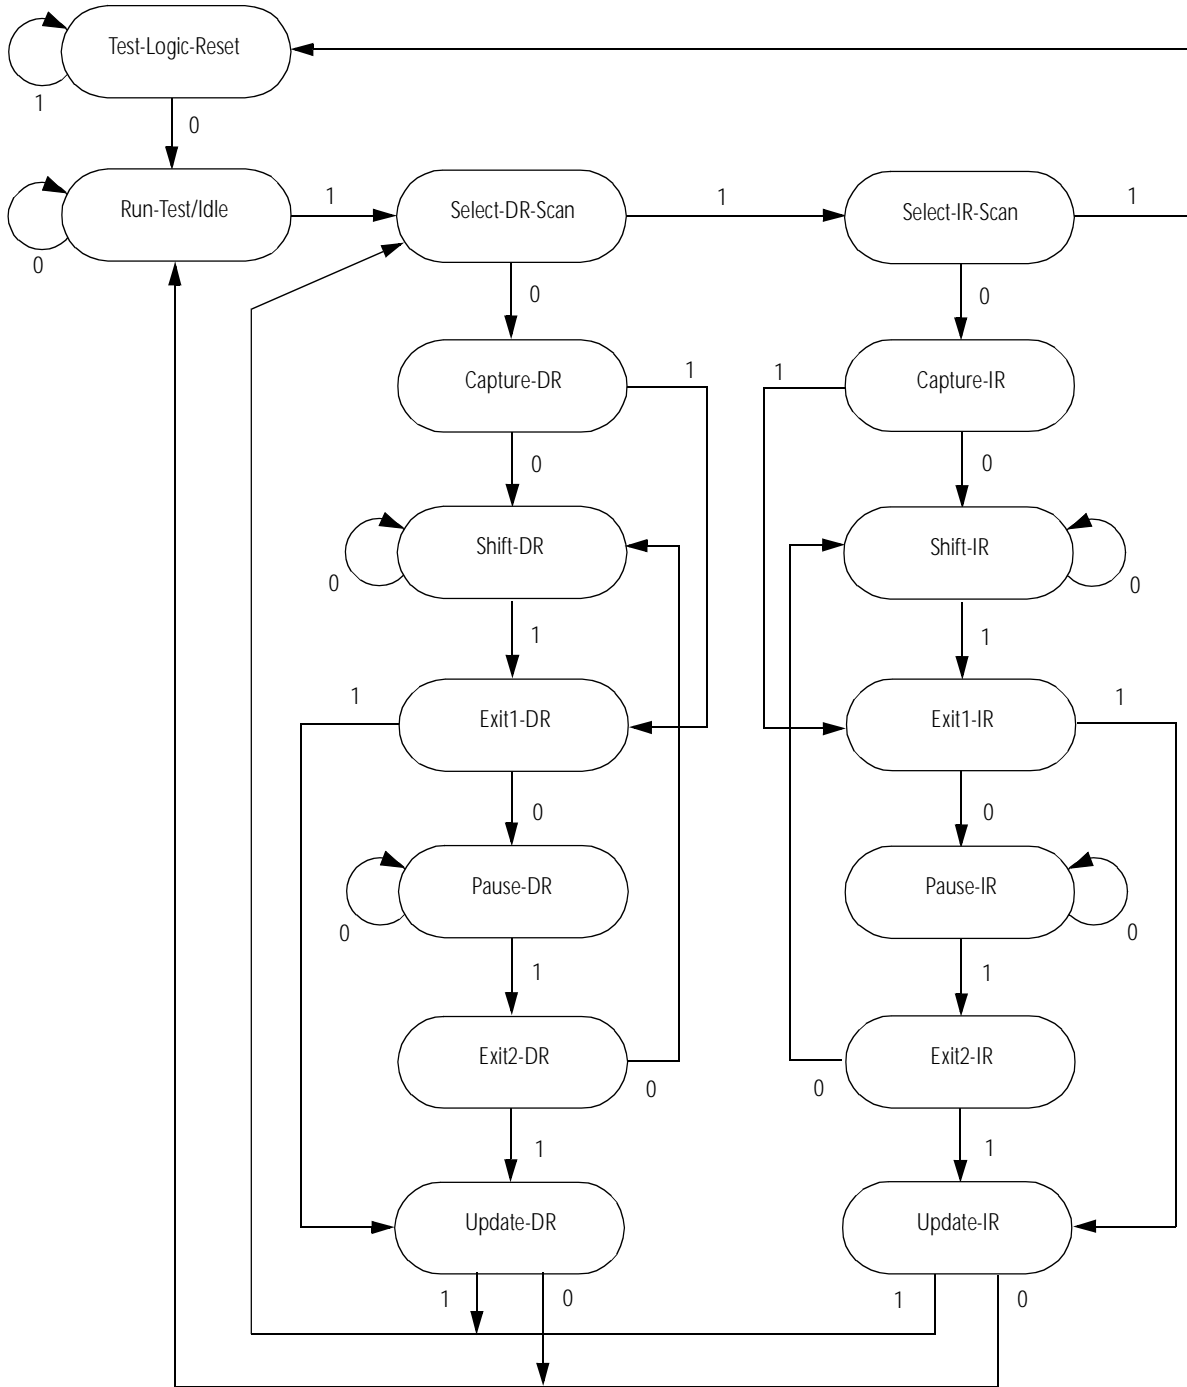 Test-Logic-Reset
1
0
Run-Test/Idle
0
1
Select-DR-Scan
1
Select-IR-Scan
1
0
0
Capture-DR
1
1
Capture-IR
0
0
Shift-DR
0
Shift-IR
0
1
1
1
Exit1-DR
Exit1-IR
1
0
0
Pause-DR
0
Pause-IR
0
1
1
Exit2-DR
0
0
Exit2-IR
1
1
Update-DR
Update-IR
1
0
1
0